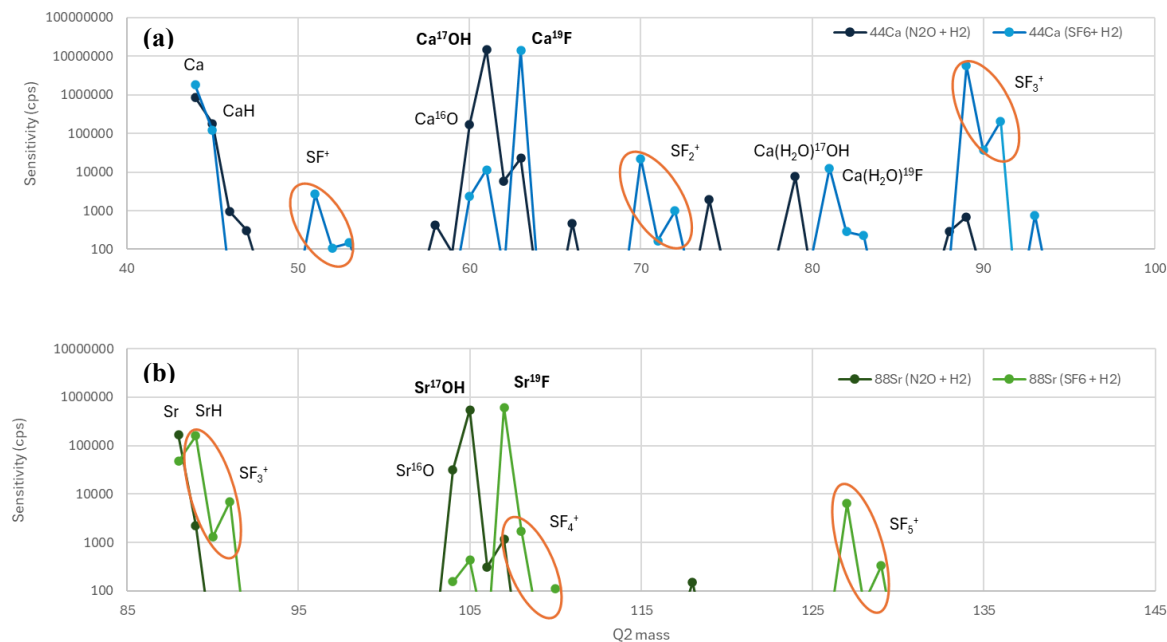 (a)
44Ca (N2O + H2)
44Ca (SF6+ H2)
Sensitivity (cps)
100000000
10000000
1000000
100000
10000
1000
100
Ca
CaH
SF⁺
Ca¹⁶O
Ca¹⁷OH
Ca¹⁹F
SF₂⁺
Ca(H₂O)¹⁷OH
Ca(H₂O)¹⁹F
SF₃⁺
40 50 60 70 80 90 100
(b)
88Sr (N2O + H2)
88Sr (SF6 + H2)
Sensitivity (cps)
10000000
1000000
100000
10000
1000
100
Sr
SrH
SF₃⁺
Sr¹⁶O
Sr¹⁷OH
Sr¹⁹F
SF₄⁺
SF₅⁺
85 95 105 115 125 135 145
Q2 mass